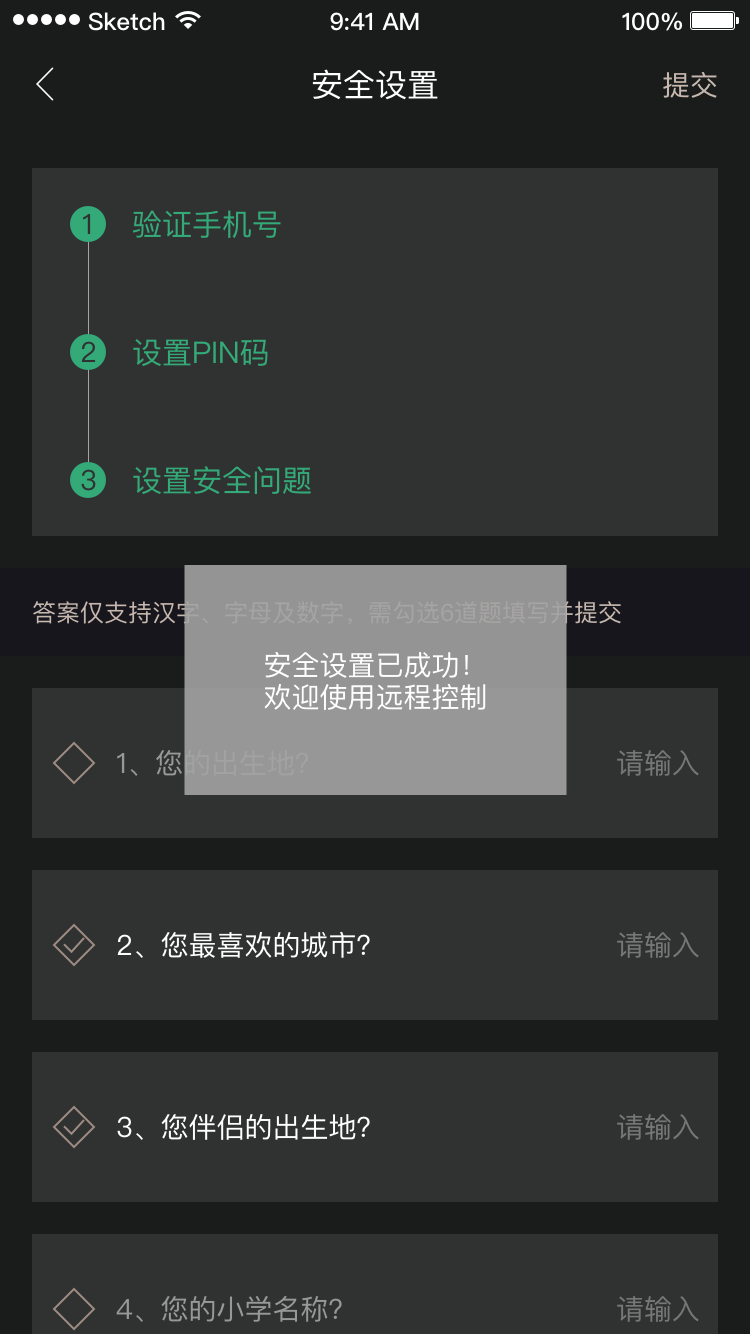 Sketch 9:41 AM 100%
安全设置 提交
1 验证手机号
2 设置PIN码
3 设置安全问题
答案仅支持汉字、字母及数字，需勾选6道题填写并提交
安全设置已成功！
欢迎使用远程控制
1、您的出生地? 请输入
2、您最喜欢的城市? 请输入
3、您伴侣的出生地? 请输入
4、您的小学名称? 请输入